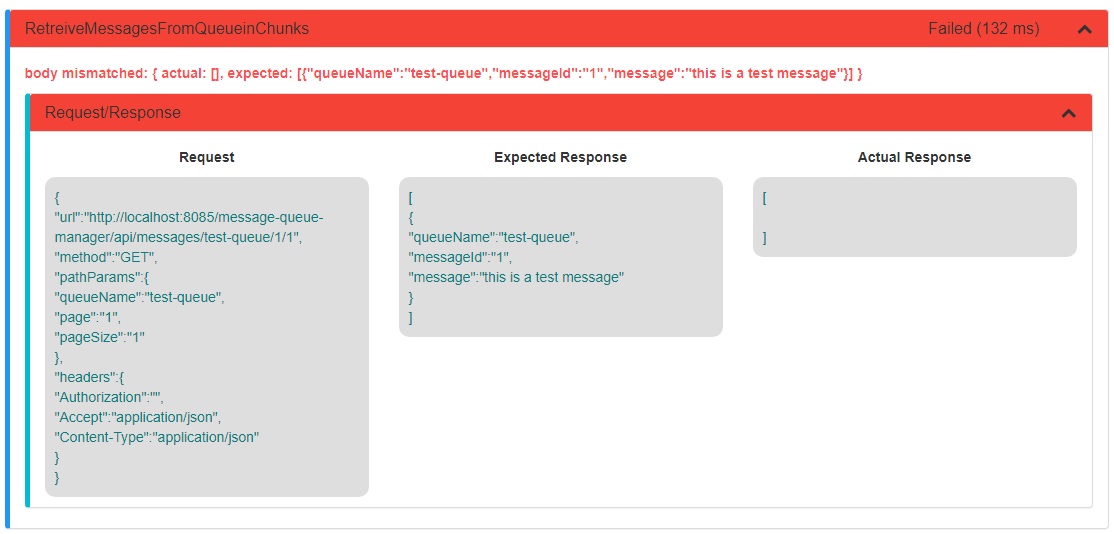 RetreiveMessagesFromQueueinChunks Failed (132 ms)
body mismatched: { actual: [], expected: [{"queueName":"test-queue","messageId":"1","message":"this is a test message"}] }
Request/Response
Request
{
"url":"http://localhost:8085/message-queue-
manager/api/messages/test-queue/1/1",
"method":"GET",
"pathParams":{
"queueName":"test-queue",
"page":"1",
"pageSize":"1"
},
"headers":{
"Authorization":"",
"Accept":"application/json",
"Content-Type":"application/json"
}
}
Expected Response
[
{
"queueName":"test-queue",
"messageId":"1",
"message":"this is a test message"
}
]
Actual Response
[
]